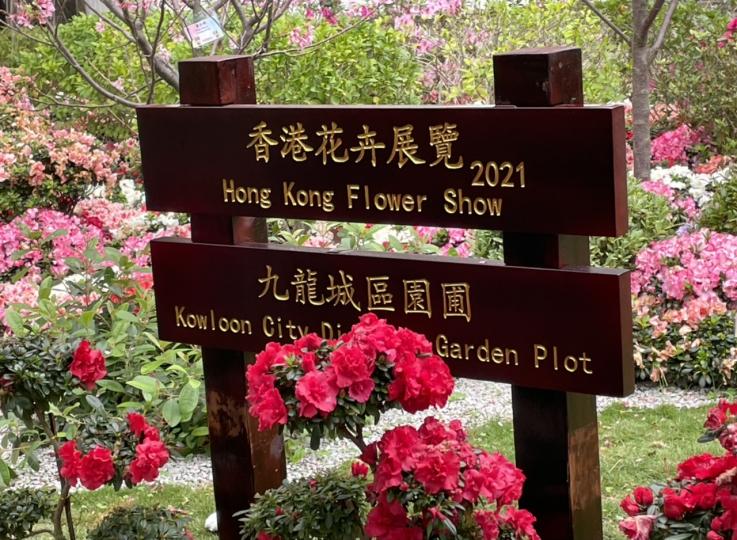 香港花卉展覽 2021
Hong Kong Flower Show
九龍城區園圃
Kowloon City Garden Plot